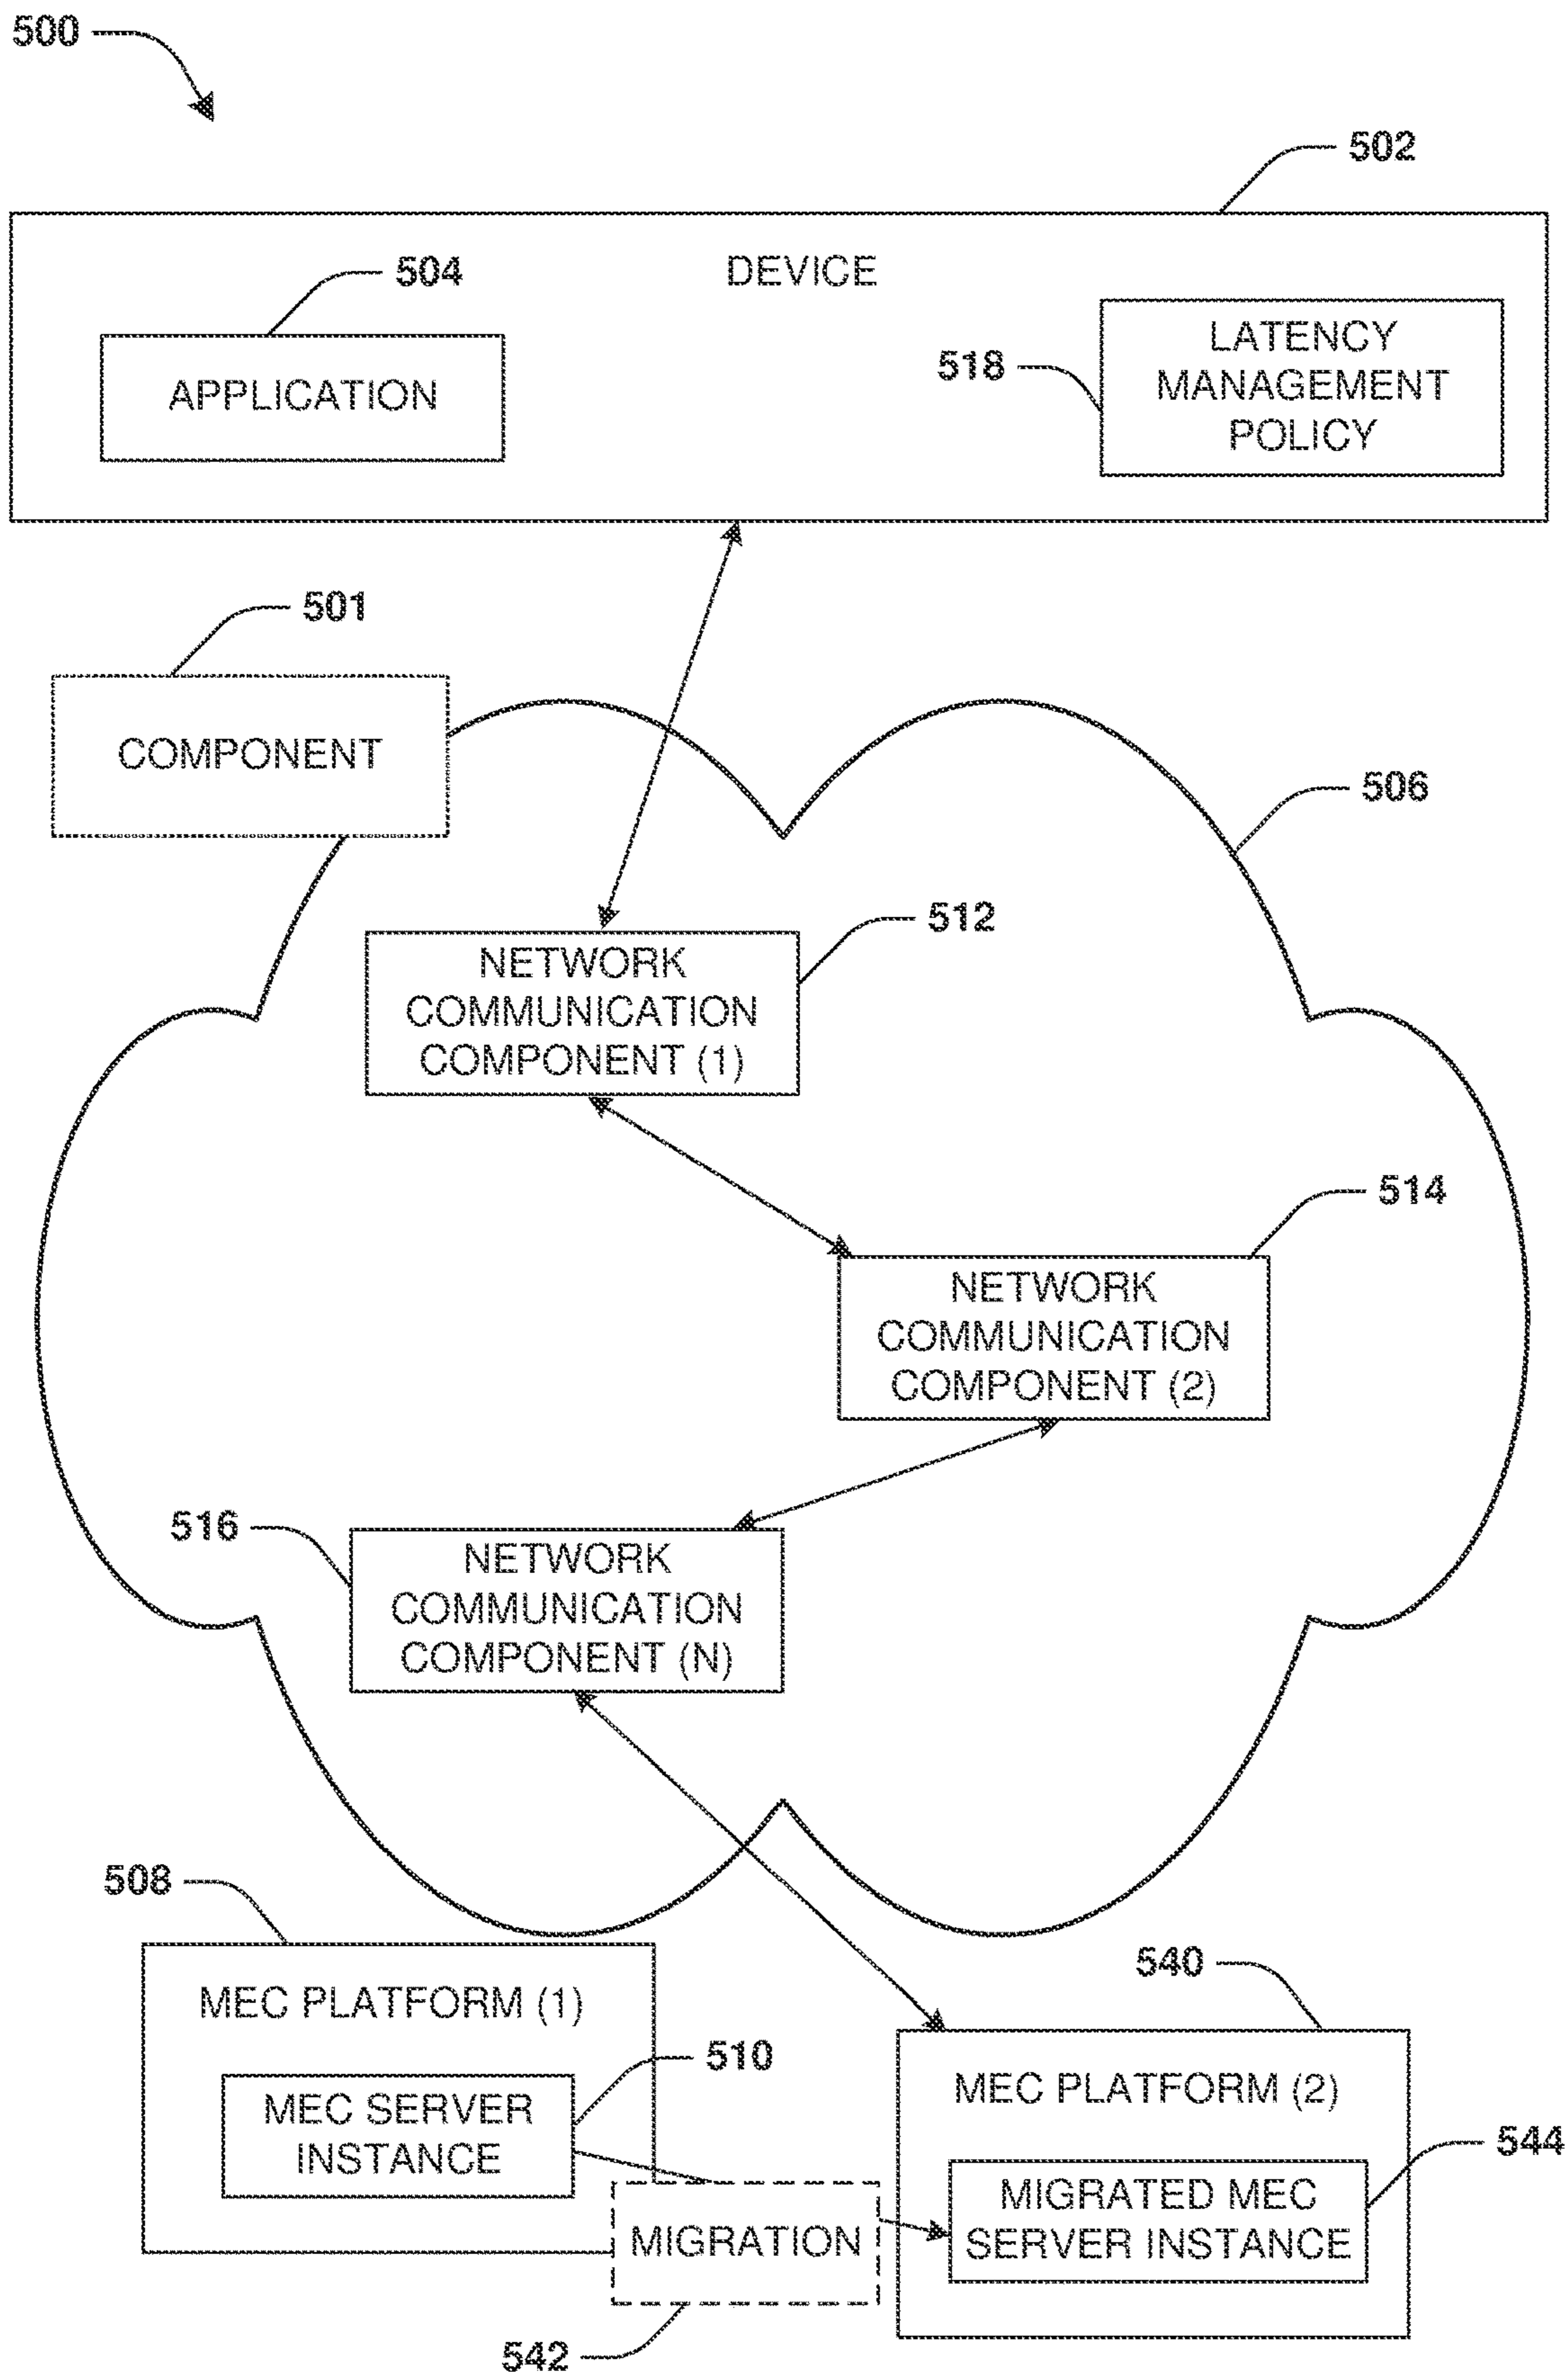 500
502
504
DEVICE
APPLICATION
518
LATENCY
MANAGEMENT
POLICY
501
COMPONENT
506
512
NETWORK
COMMUNICATION
COMPONENT (1)
514
NETWORK
COMMUNICATION
COMPONENT (2)
516
NETWORK
COMMUNICATION
COMPONENT (N)
508
MEC PLATFORM (1)
510
MEC SERVER
INSTANCE
540
MEC PLATFORM (2)
544
MIGRATED MEC
SERVER INSTANCE
MIGRATION
542